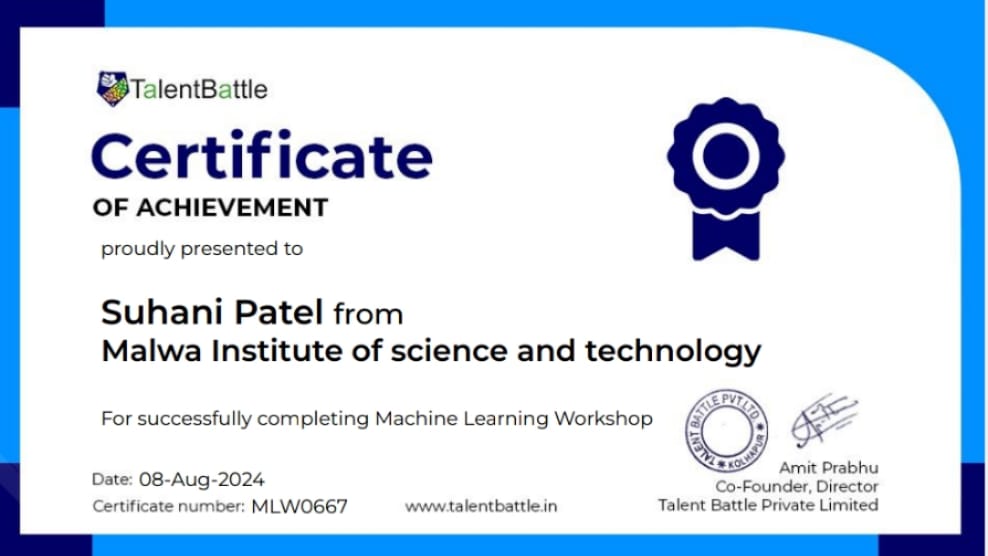 TalentBattle
Certificate
OF ACHIEVEMENT
proudly presented to
Suhani Patel from
Malwa Institute of science and technology
For successfully completing Machine Learning Workshop
TALENT BATTLE PVT LTD
KOLHAPUR
Date: 08-Aug-2024
Certificate number: MLW0667
www.talentbattle.in
Amit Prabhu
Co-Founder, Director
Talent Battle Private Limited